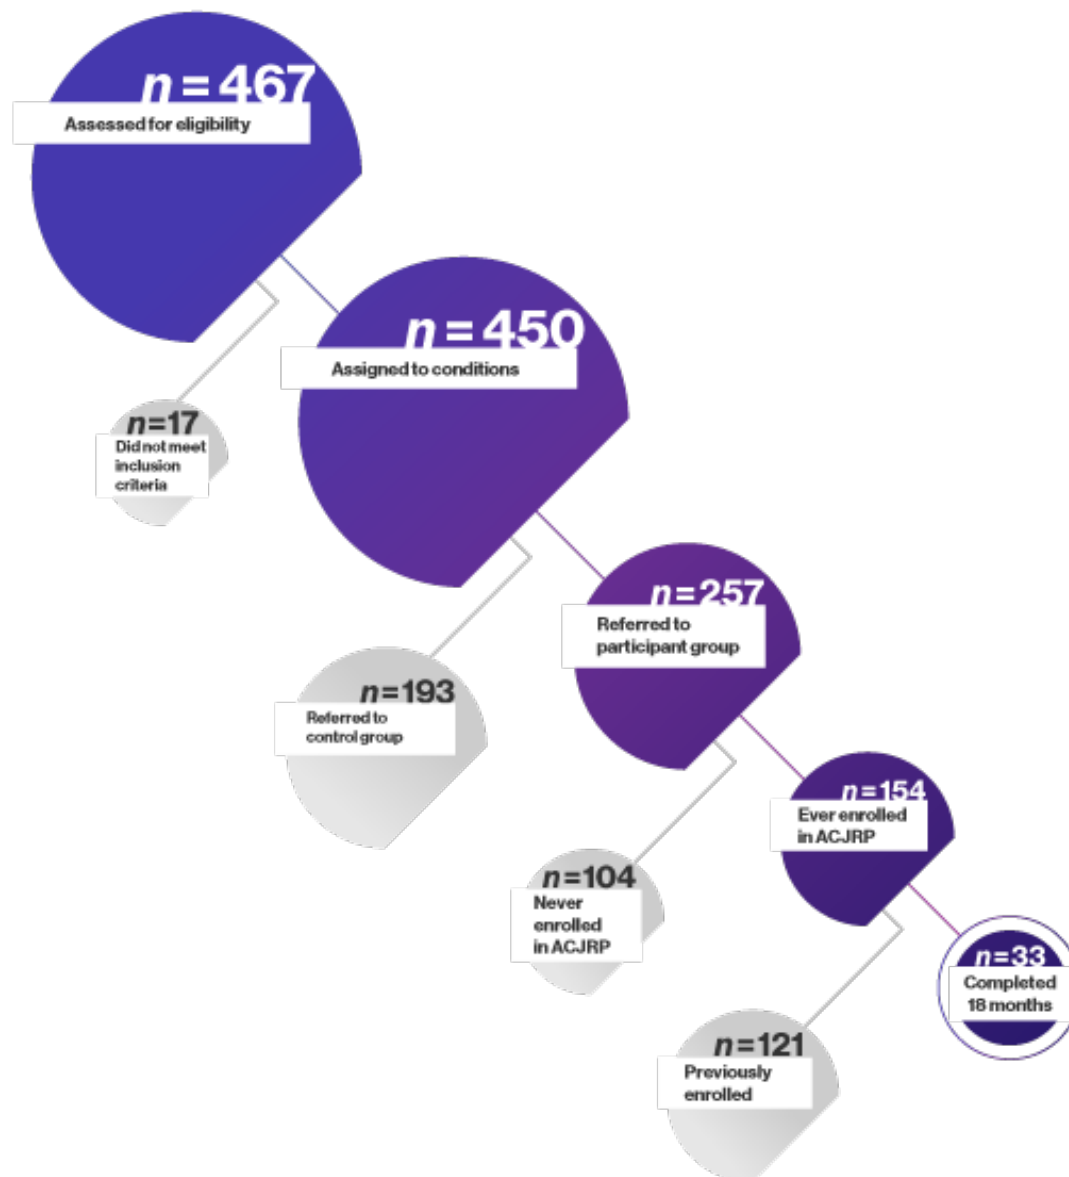 n=467
Assessed for eligibility
n=17
Did not meet
inclusion
criteria
n=450
Assigned to conditions
n=193
Referred to
control group
n=257
Referred to
participant group
n=104
Never
enrolled
in ACJRP
n=154
Ever enrolled
in ACJRP
n=121
Previously
enrolled
n=33
Completed
18 months